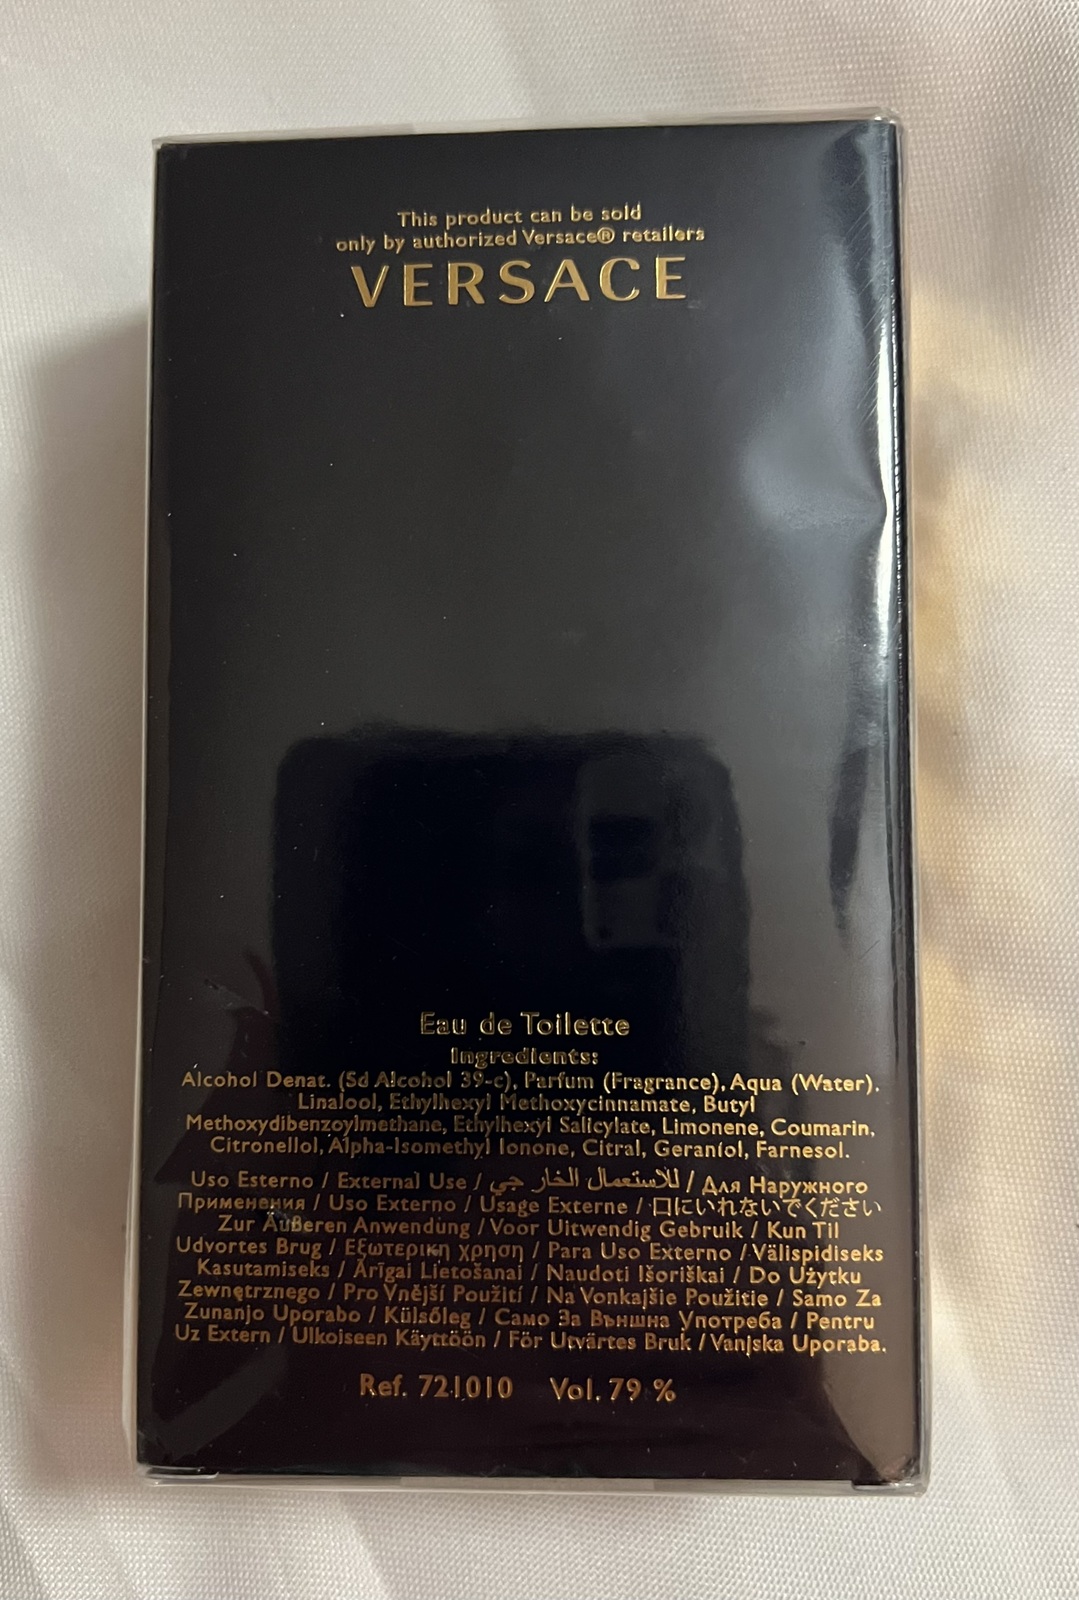 This product can be sold
only by authorized Versace® retailers
VERSACE
Eau de Toilette
Ingredients:
Alcohol Denat. (Sd Alcohol 39-c), Parfum (Fragrance), Aqua (Water).
Linalool, Ethylhexyl Methoxycinnamate, Butyl
Methoxydibenzoylmethane, Ethylhexyl Salicylate, Limonene, Coumarin,
Citronellol, Alpha-Isomethyl Ionone, Citral, Geraniol, Farnesol.
Uso Esterno / External Use / للاستعمال الخار جي / Для Наружного
Применения / Uso Externo / Usage Externe / 口にいれないでください
Zur Äußeren Anwendung / Voor Uitwendig Gebruik / Kun Til
Udvortes Brug / Εξωτερικη χρηση / Para Uso Externo / Välispidiseks
Kasutamiseks / Ārīgai Lietošanai / Naudoti Išoriškai / Do Użytku
Zewnętrznego / Pro Vnější Použití / Na Vonkajšie Použitie / Samo Za
Zunanjo Uporabo / Külsőleg / Само За Външна Употреба / Pentru
Uz Extern / Ulkoiseen Käyttöön / För Utvärtes Bruk / Vanjska Uporaba.
Ref. 721010 Vol. 79 %